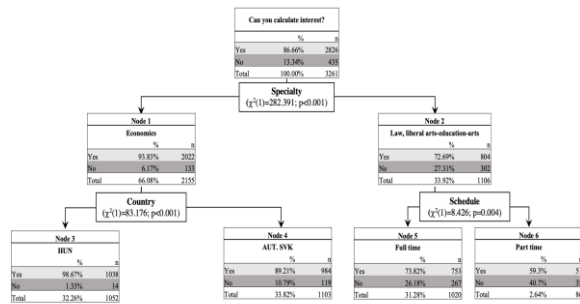 Can you calculate interest?
% n
Yes 86.66% 2826
No 13.34% 435
Total 100.00% 3261
Specialty
(χ²(1)=282.391; p<0.001)
Node 1
Economics
% n
Yes 93.83% 2022
No 6.17% 133
Total 66.08% 2155
Node 2
Law, liberal arts-education-arts
% n
Yes 72.69% 804
No 27.31% 302
Total 33.92% 1106
Country
(χ²(1)=83.176; p<0.001)
Schedule
(χ²(1)=8.426; p=0.004)
Node 3
HUN
% n
Yes 98.67% 1038
No 1.33% 14
Total 32.26% 1052
Node 4
AUT. SVK
% n
Yes 89.21% 984
No 10.79% 119
Total 33.82% 1103
Node 5
Full time
% n
Yes 73.82% 753
No 26.18% 267
Total 31.28% 1020
Node 6
Part time
%
Yes 59.3%
No 40.7%
Total 2.64%